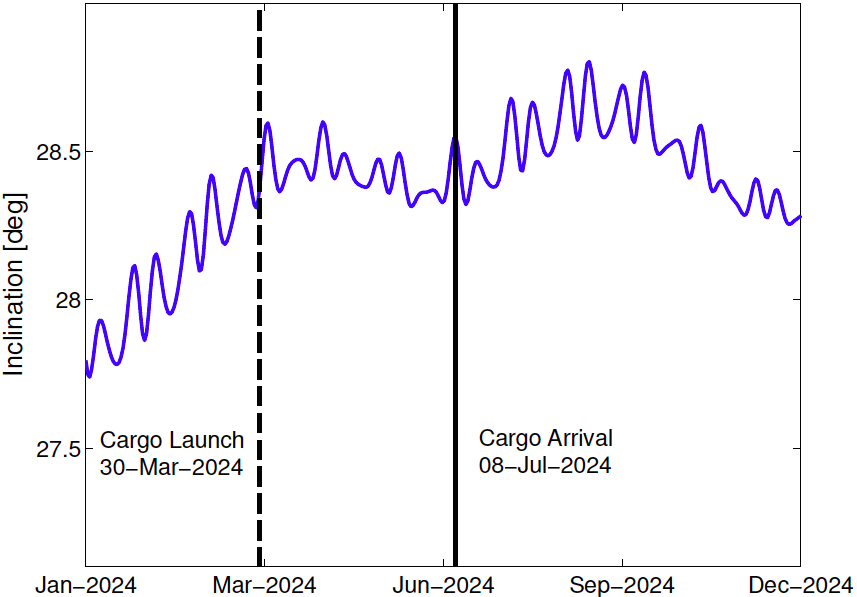 Inclination [deg]
28.5
28
27.5
Cargo Launch
30−Mar−2024
Cargo Arrival
08−Jul−2024
Jan−2024
Mar−2024
Jun−2024
Sep−2024
Dec−2024